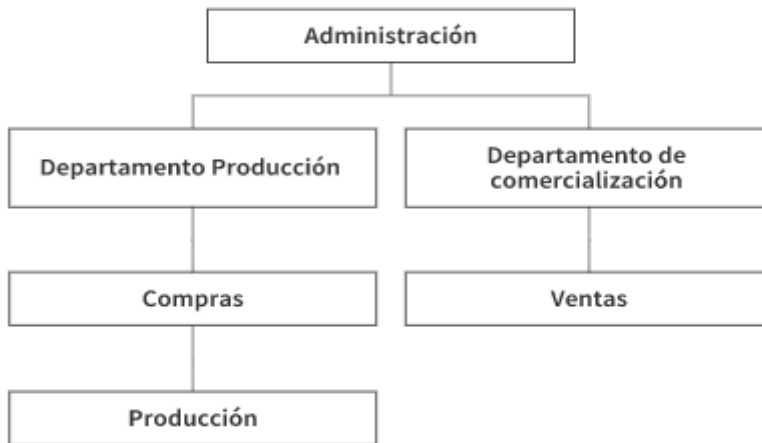 Administración
Departamento Producción
Departamento de
comercialización
Compras
Ventas
Producción